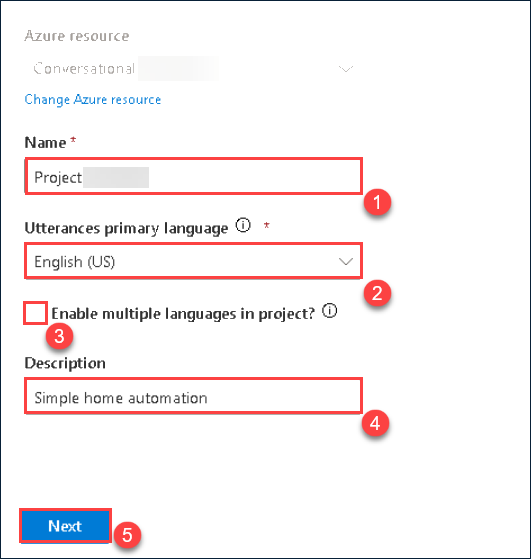 Azure resource
Conversational
Change Azure resource
Name *
Project
1
Utterances primary language *
English (US)
2
Enable multiple languages in project?
3
Description
Simple home automation
4
Next
5